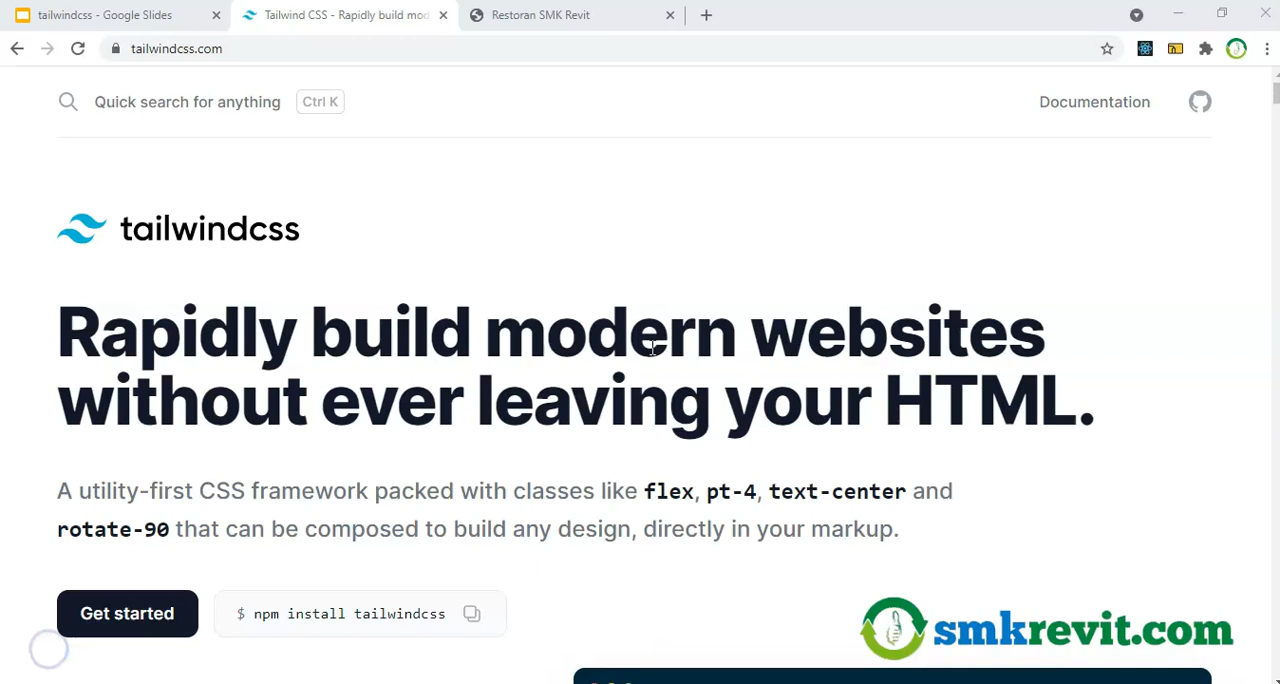 tailwindcss - Google Slides
Tailwind CSS - Rapidly build mod
Restoran SMK Revit
tailwindcss.com
Quick search for anything
Ctrl K
Documentation
tailwindcss
Rapidly build modern websites
without ever leaving your HTML.
A utility-first CSS framework packed with classes like flex, pt-4, text-center and
rotate-90 that can be composed to build any design, directly in your markup.
Get started
$ npm install tailwindcss
smkrevit.com